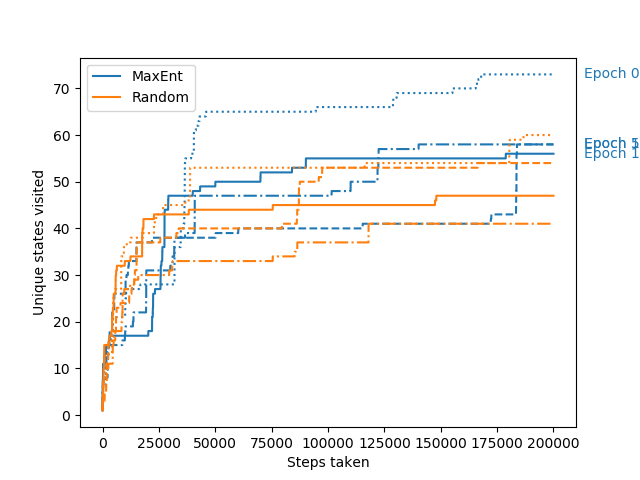 MaxEnt
Random
Epoch 0
Epoch 5
Epoch 1
70
60
50
40
30
20
10
0
Unique states visited
0 25000 50000 75000 100000 125000 150000 175000 200000
Steps taken